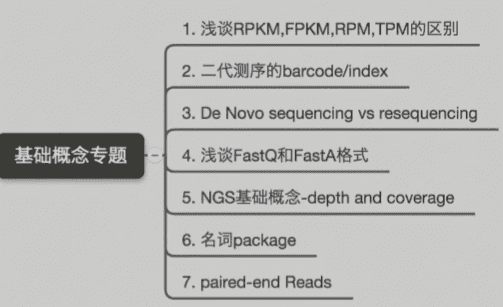 基础概念专题
1. 浅谈RPKM,FPKM,RPM,TPM的区别
2. 二代测序的barcode/index
3. De Novo sequencing vs resequencing
4. 浅谈FastQ和FastA格式
5. NGS基础概念-depth and coverage
6. 名词package
7. paired-end Reads